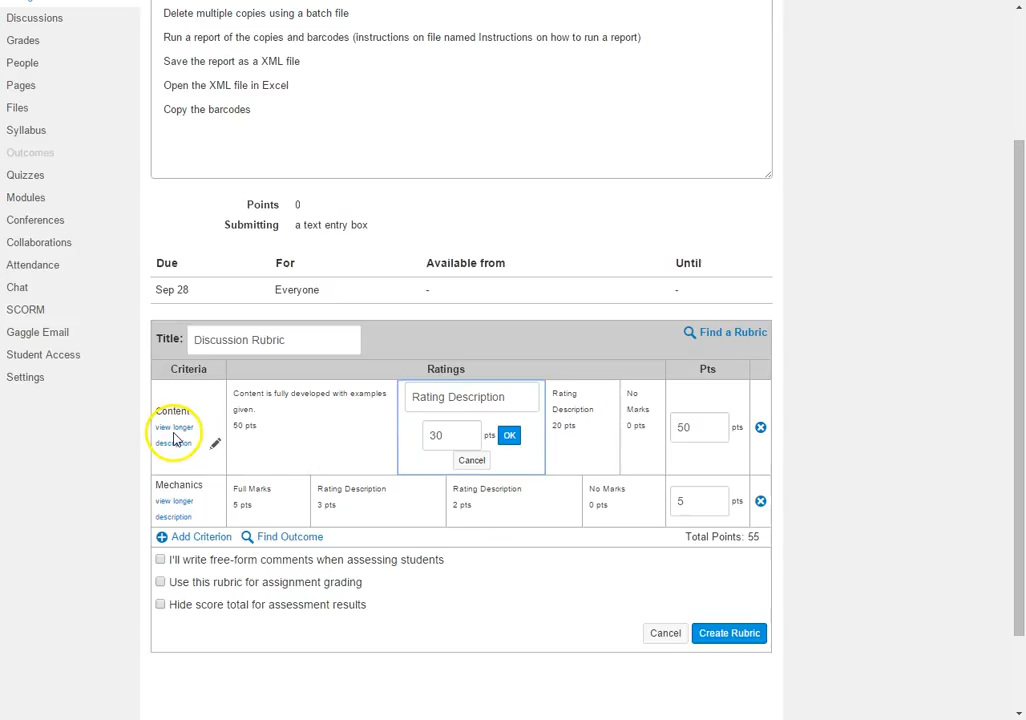 Discussions
Grades
People
Pages
Files
Syllabus
Outcomes
Quizzes
Modules
Conferences
Collaborations
Attendance
Chat
SCORM
Gaggle Email
Student Access
Settings
Delete multiple copies using a batch file
Run a report of the copies and barcodes (instructions on file named Instructions on how to run a report)
Save the report as a XML file
Open the XML file in Excel
Copy the barcodes
Points 0
Submitting a text entry box
Due For Available from Until
Sep 28 Everyone - -
Title: Discussion Rubric Find a Rubric
Criteria Ratings Pts
Content
view longer
description
Content is fully developed with examples
given.
50 pts
Rating Description
30 pts OK
Cancel
Rating
Description
20 pts
No
Marks
0 pts
50 pts
Mechanics
view longer
description
Full Marks
5 pts
Rating Description
3 pts
Rating Description
2 pts
No Marks
0 pts
5 pts
Add Criterion Find Outcome Total Points: 55
I'll write free-form comments when assessing students
Use this rubric for assignment grading
Hide score total for assessment results
Cancel Create Rubric